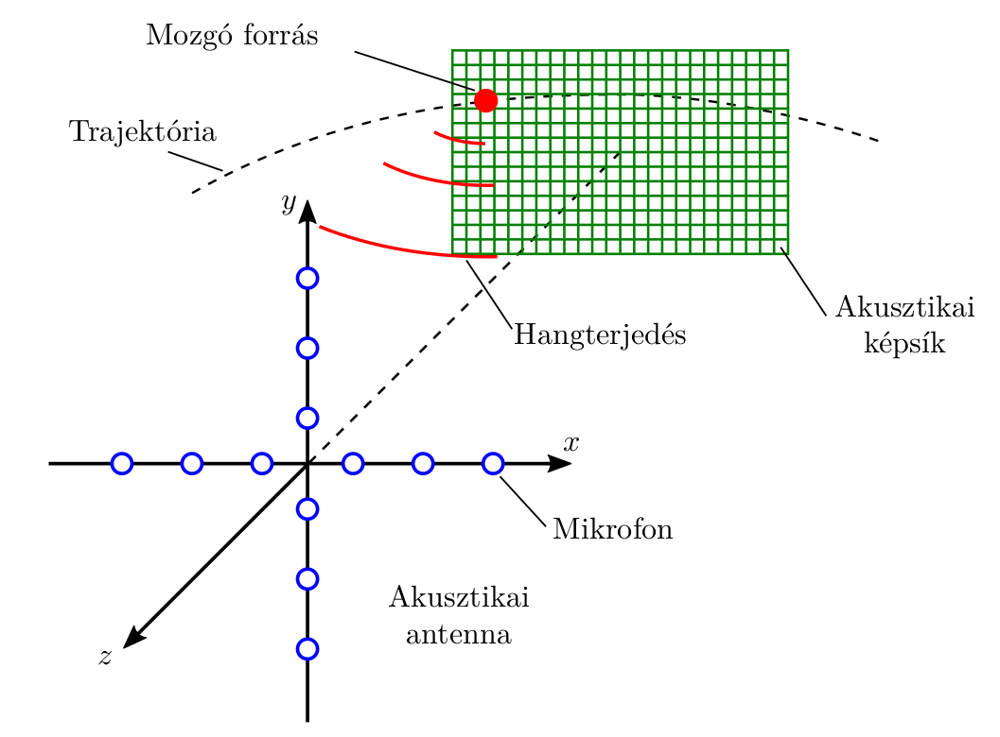 Mozgó forrás
Trajektória
y
Akusztikai
képsík
Hangterjedés
x
Mikrofon
Akusztikai
antenna
z